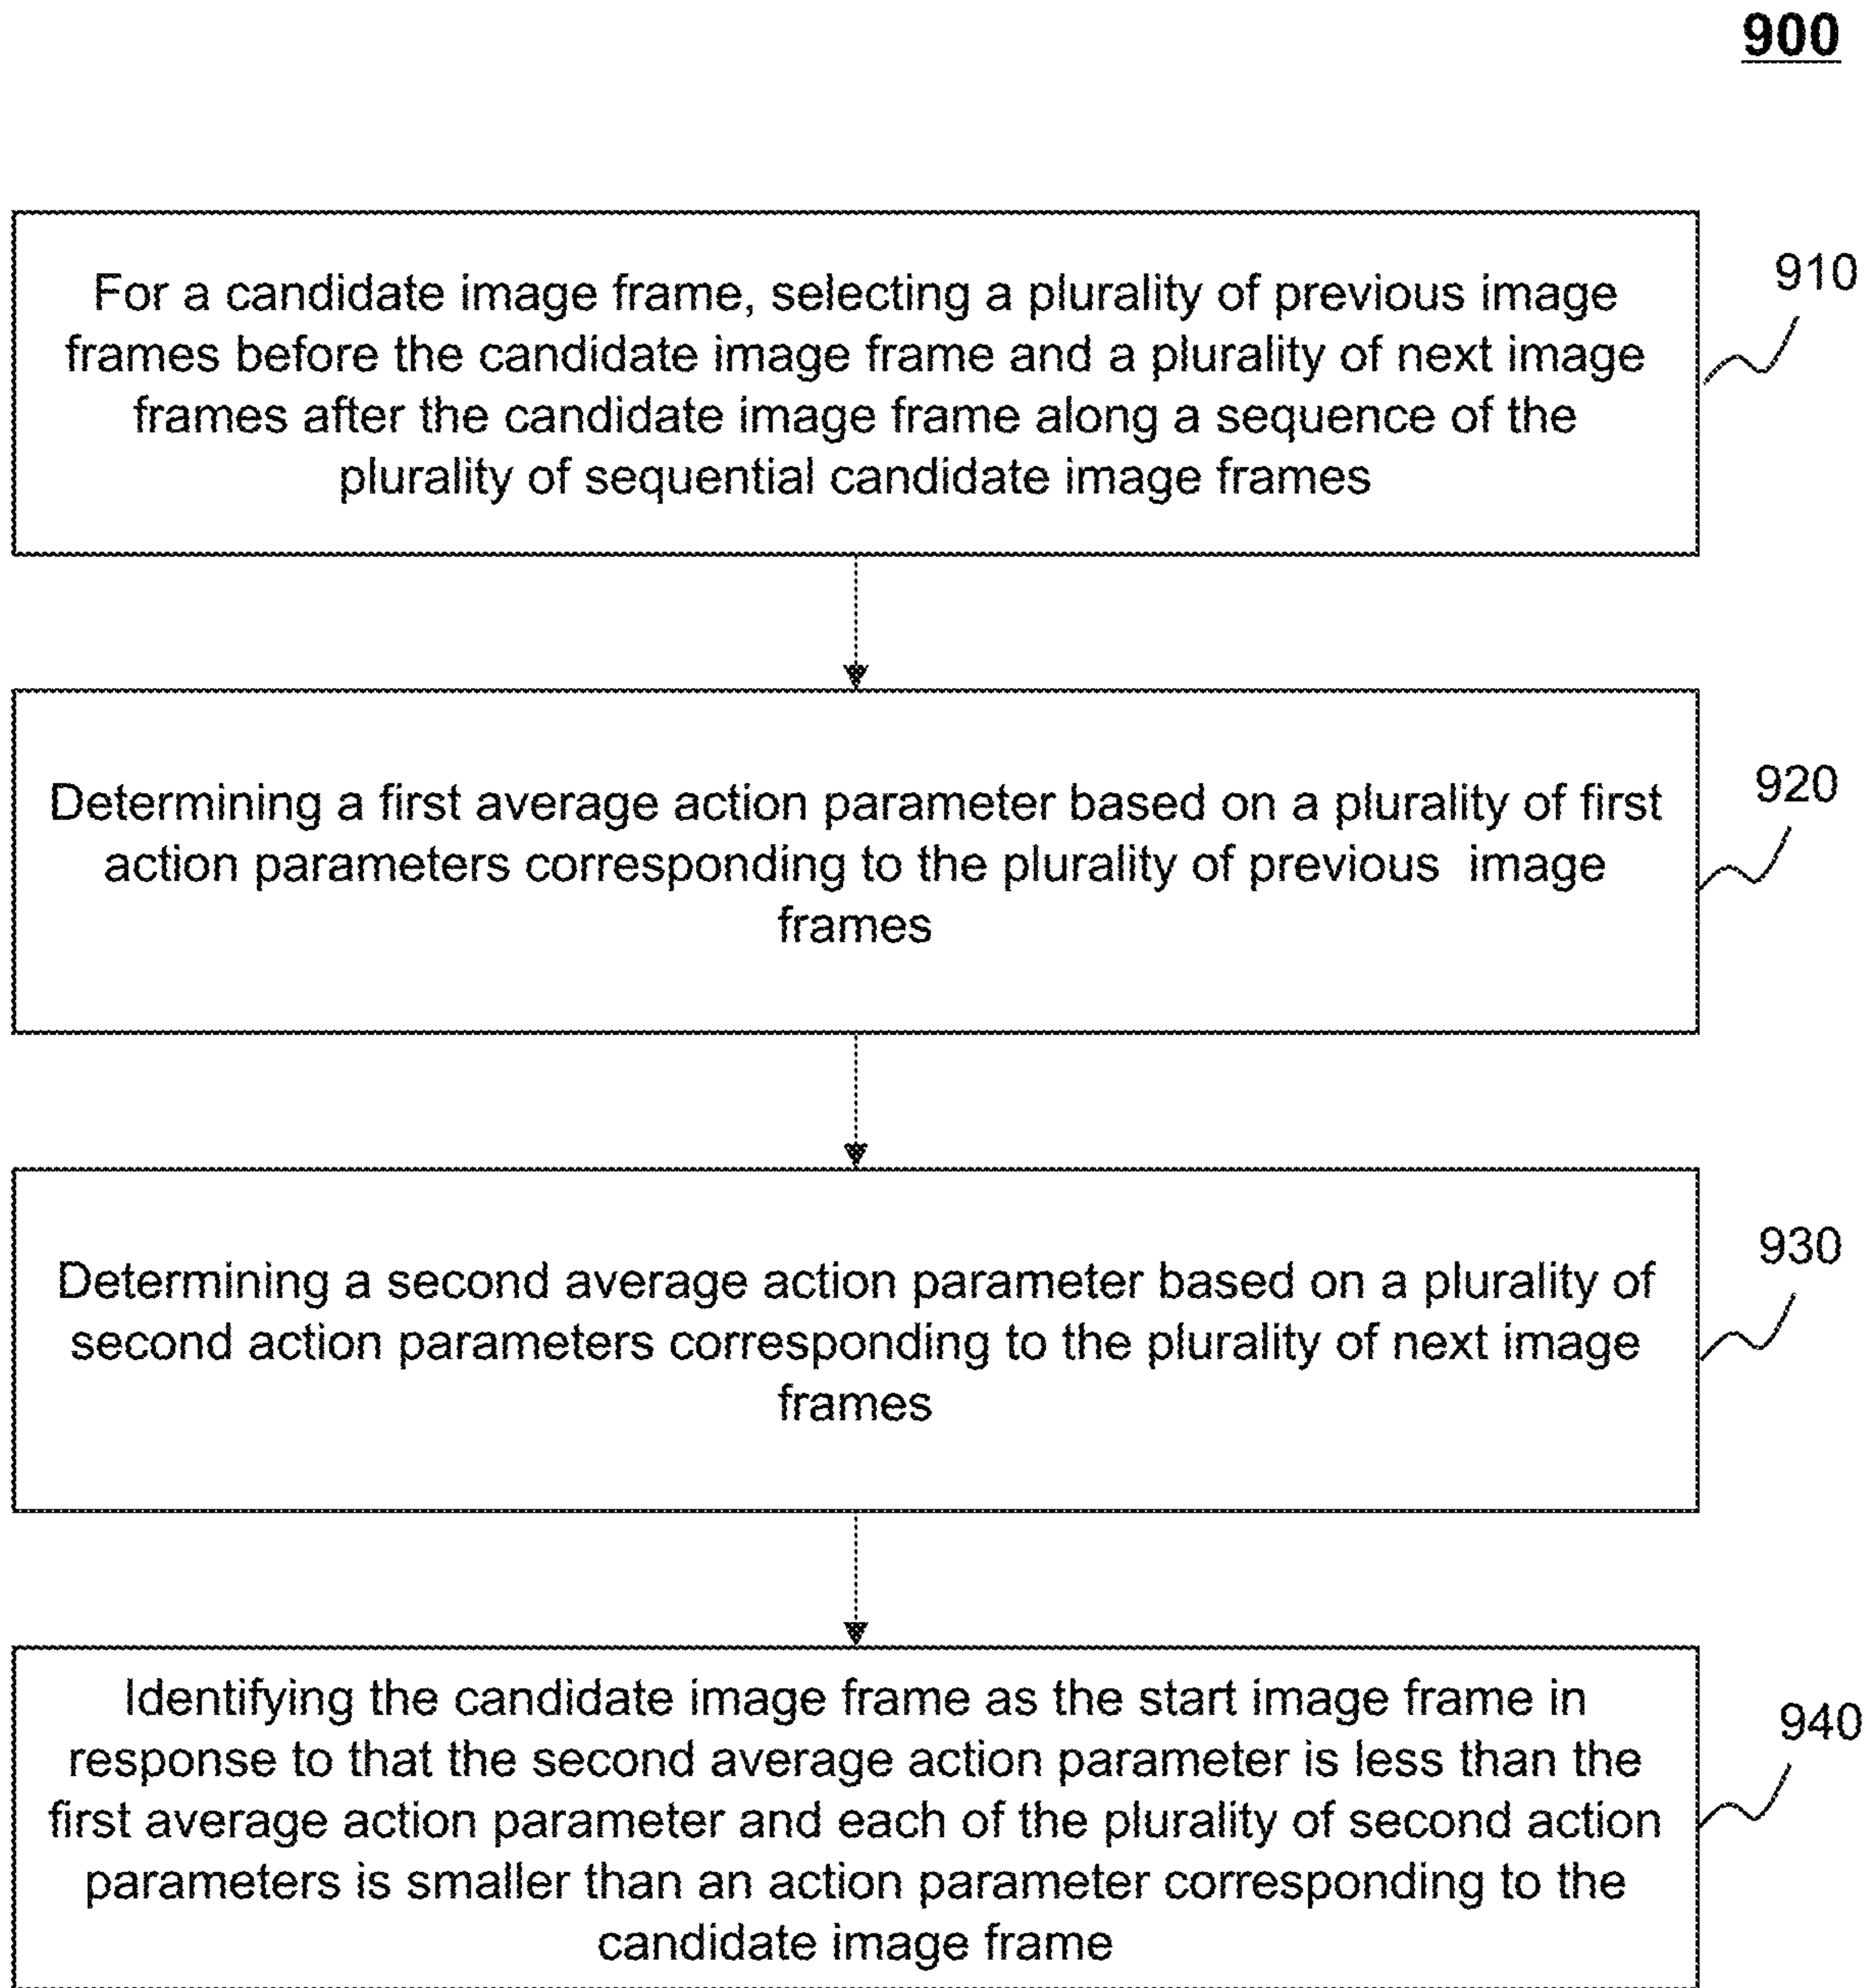 900
For a candidate image frame, selecting a plurality of previous image
frames before the candidate image frame and a plurality of next image
frames after the candidate image frame along a sequence of the
plurality of sequential candidate image frames
910
Determining a first average action parameter based on a plurality of first
action parameters corresponding to the plurality of previous image
frames
920
Determining a second average action parameter based on a plurality of
second action parameters corresponding to the plurality of next image
frames
930
Identifying the candidate image frame as the start image frame in
response to that the second average action parameter is less than the
first average action parameter and each of the plurality of second action
parameters is smaller than an action parameter corresponding to the
candidate image frame
940